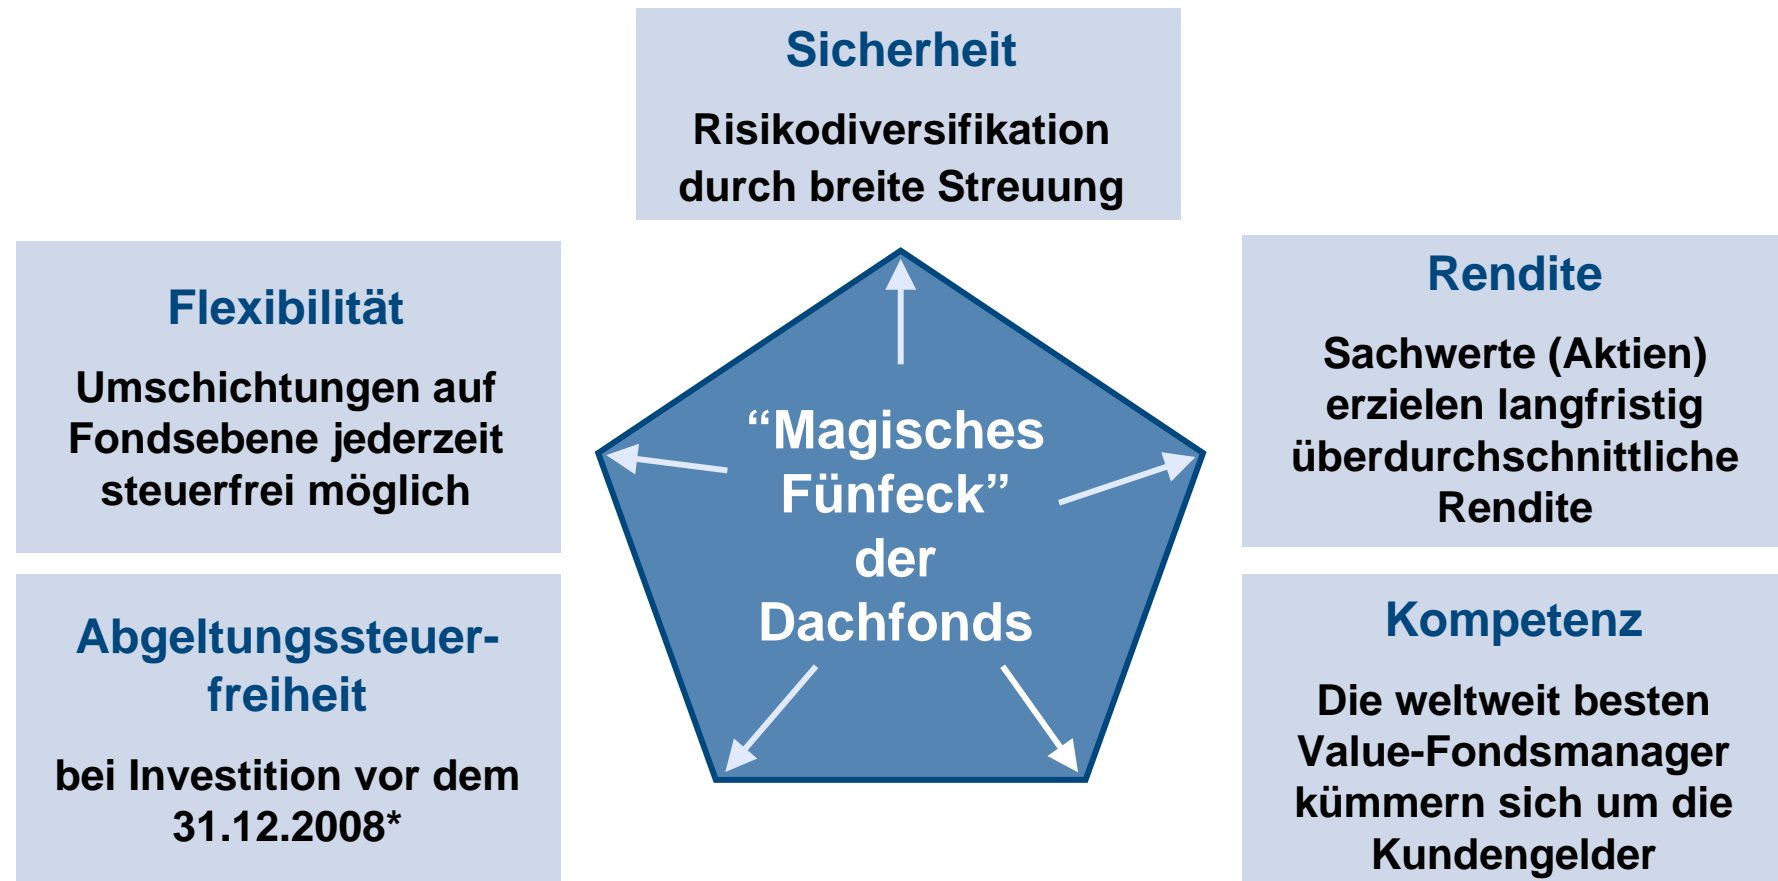 Sicherheit
Risikodiversifikation
durch breite Streuung
Flexibilität
Umschichtungen auf
Fondsebene jederzeit
steuerfrei möglich
Rendite
Sachwerte (Aktien)
erzielen langfristig
überdurchschnittliche
Rendite
“Magisches
Fünfeck”
der
Dachfonds
Abgeltungssteuer-
freiheit
bei Investition vor dem
31.12.2008*
Kompetenz
Die weltweit besten
Value-Fondsmanager
kümmern sich um die
Kundengelder